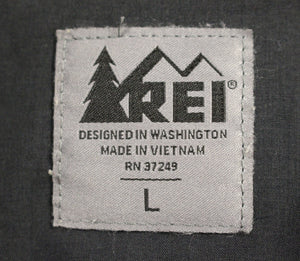 REI®
DESIGNED IN WASHINGTON
MADE IN VIETNAM
RN 37249
L